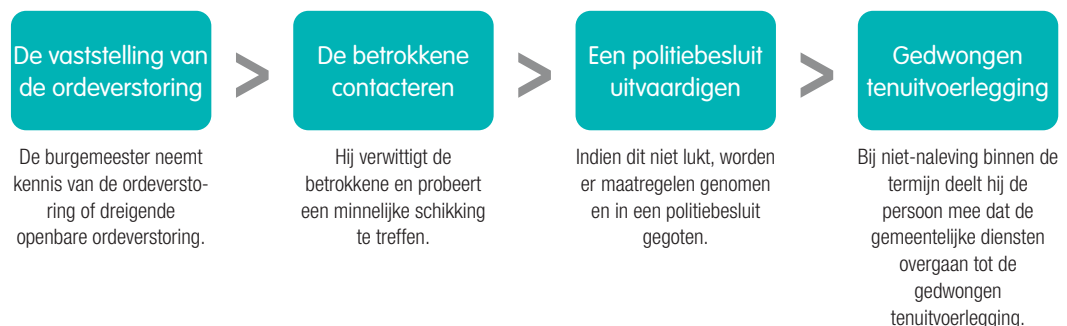 De vaststelling van
de ordeverstoring
>
De betrokkene
contacteren
>
Een politiebesluit
uitvaardigen
>
Gedwongen
tenuitvoerlegging
De burgemeester neemt
kennis van de ordeversto-
ring of dreigende
openbare ordeverstoring.
Hij verwittigt de
betrokkene en probeert
een minnelijke schikking
te treffen.
Indien dit niet lukt, worden
er maatregelen genomen
en in een politiebesluit
gegoten.
Bij niet-naleving binnen de
termijn deelt hij de
persoon mee dat de
gemeentelijke diensten
overgaan tot de
gedwongen
tenuitvoerlegging.